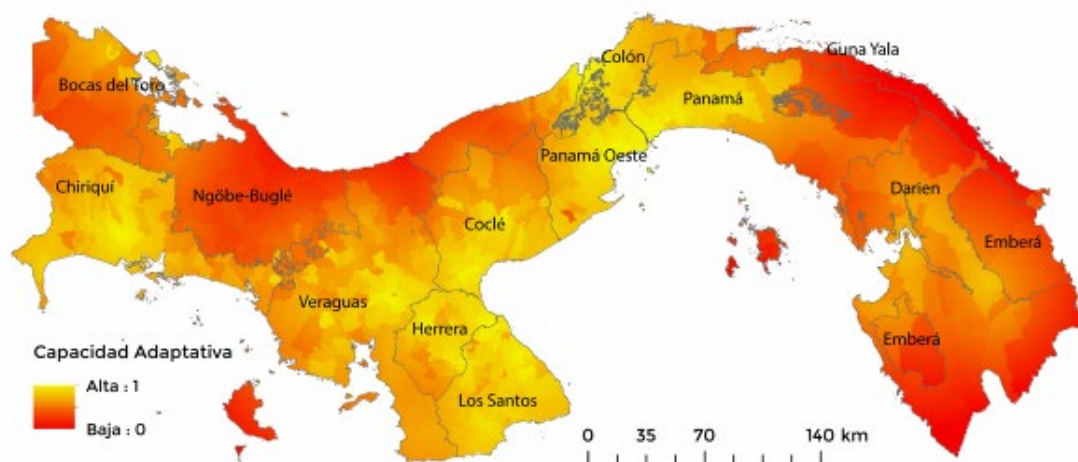 Guna Yala
Colón
Bocas del Toro
Panamá
Panamá Oeste
Chiriquí
Ngöbe-Buglé
Darien
Coclé
Emberá
Veraguas
Herrera
Emberá
Los Santos
Capacidad Adaptativa
Alta : 1
Baja : 0
0 35 70 140 km